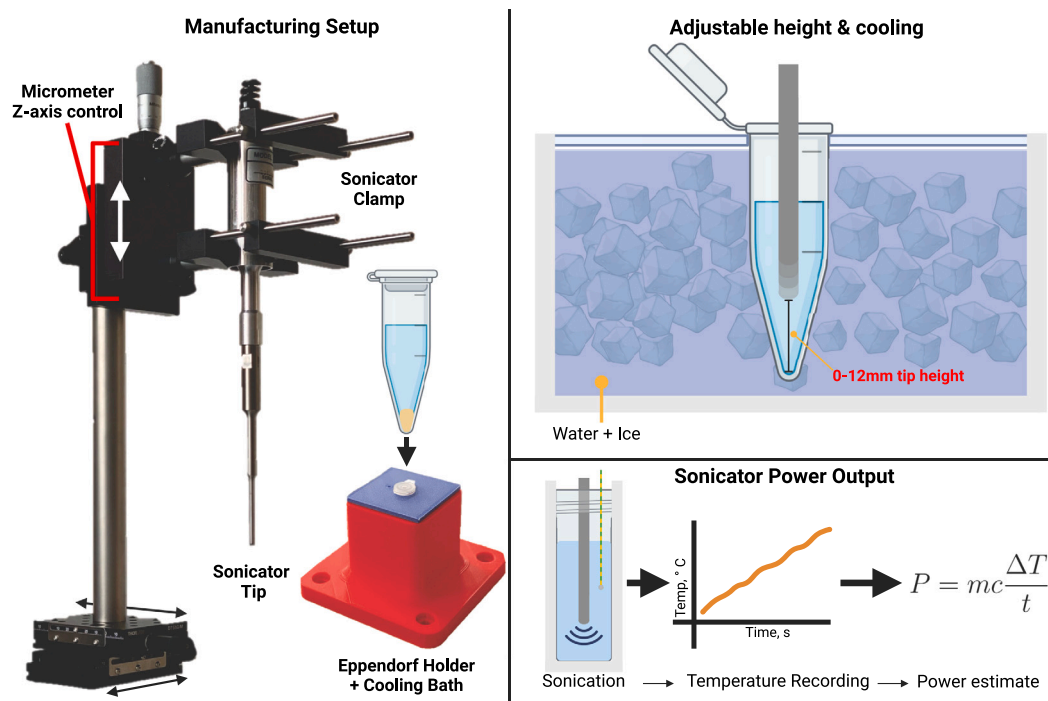 Manufacturing Setup
Micrometer
Z-axis control
Sonicator
Clamp
Sonicator
Tip
Eppendorf Holder
+ Cooling Bath
Adjustable height & cooling
0-12mm tip height
Water + Ice
Sonicator Power Output
Temp, ° C
Time, s
P = mc ΔT/t
Sonication → Temperature Recording → Power estimate